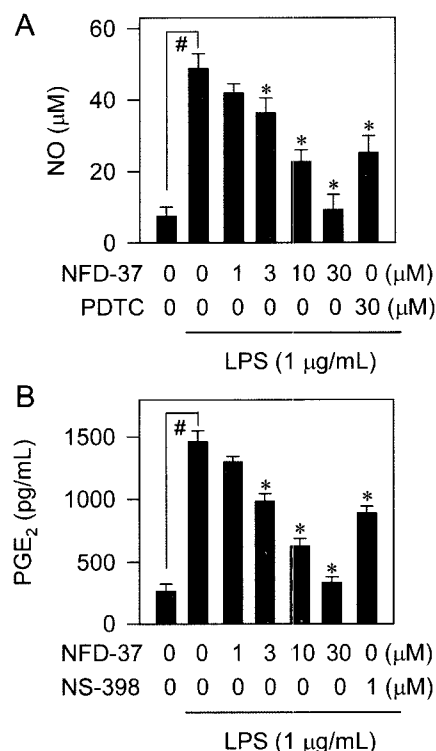 A
#
NO (μM)
60
40
20
0
*
*
*
*
NFD-37 0 0 1 3 10 30 0 (μM)
PDTC 0 0 0 0 0 0 30 (μM)
LPS (1 μg/mL)
B
#
PGE₂ (pg/mL)
1500
1000
500
0
*
*
*
*
NFD-37 0 0 1 3 10 30 0 (μM)
NS-398 0 0 0 0 0 0 1 (μM)
LPS (1 μg/mL)